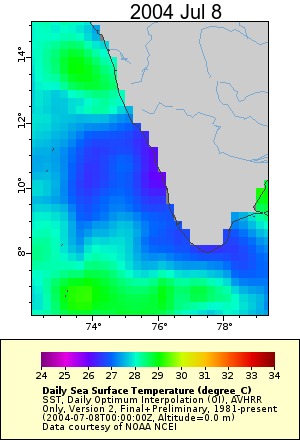 2004 Jul 8
14°
12°
10°
8°
74°
76°
78°
24 25 26 27 28 29 30 31 32 33 34
Daily Sea Surface Temperature (degree_C)
SST, Daily Optimum Interpolation (OI), AVHRR
Only, Version 2, Final+Preliminary, 1981-present
(2004-07-08T00:00:00Z, Altitude=0.0 m)
Data courtesy of NOAA NCEI